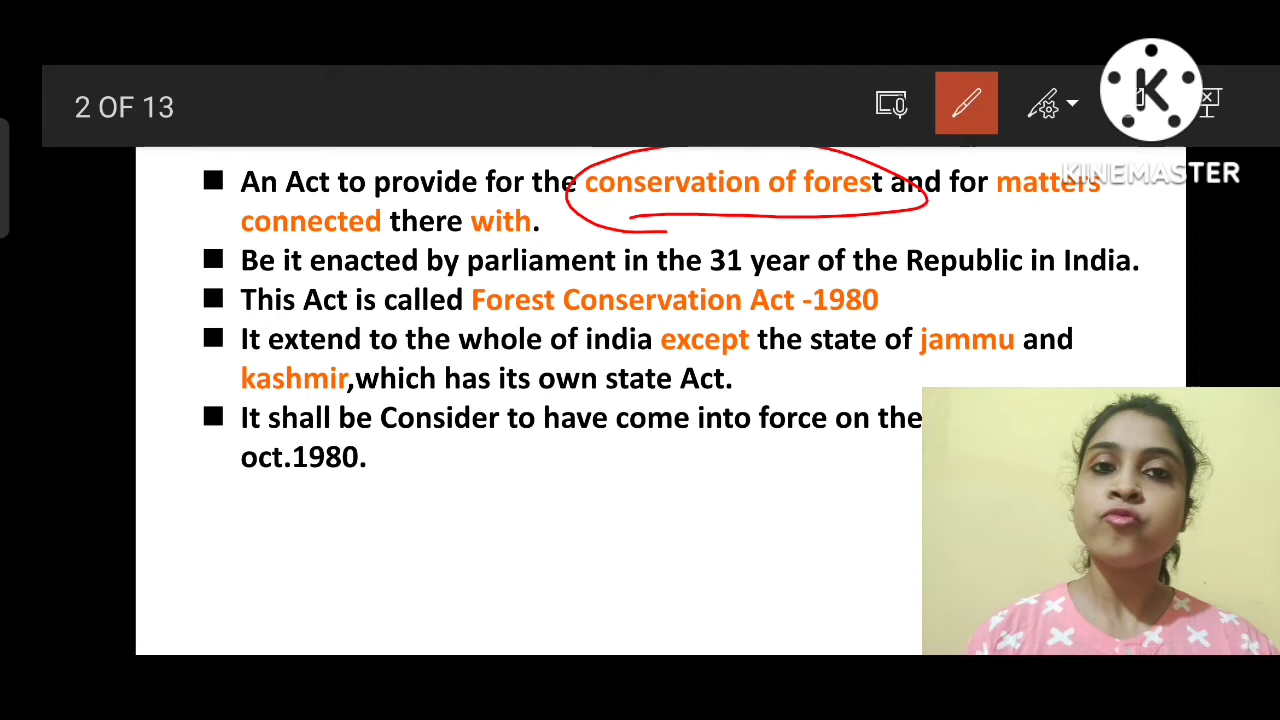 2 OF 13
K
KINEMASTER
An Act to provide for the conservation of forest and for matters
connected there with.
Be it enacted by parliament in the 31 year of the Republic in India.
This Act is called Forest Conservation Act -1980
It extend to the whole of india except the state of jammu and
kashmir,which has its own state Act.
It shall be Consider to have come into force on the
oct.1980.